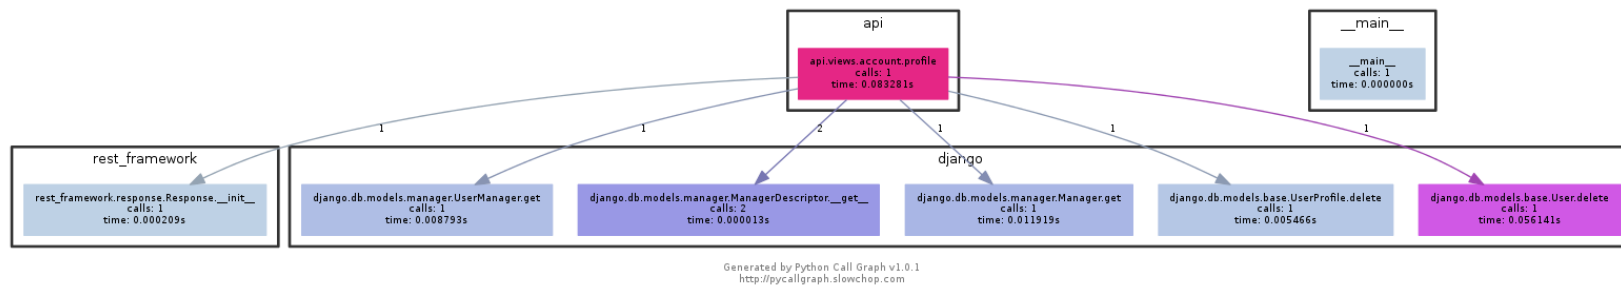 api
__main__
api.views.account.profile
calls: 1
time: 0.083281s
__main__
calls: 1
time: 0.000000s
1
1
2
1
1
1
rest_framework
django
rest_framework.response.Response.__init__
calls: 1
time: 0.000209s
django.db.models.manager.UserManager.get
calls: 1
time: 0.008793s
django.db.models.manager.ManagerDescriptor.__get__
calls: 2
time: 0.000013s
django.db.models.manager.Manager.get
calls: 1
time: 0.011919s
django.db.models.base.UserProfile.delete
calls: 1
time: 0.005466s
django.db.models.base.User.delete
calls: 1
time: 0.056141s
Generated by Python Call Graph v1.0.1
http://pycallgraph.slowchop.com